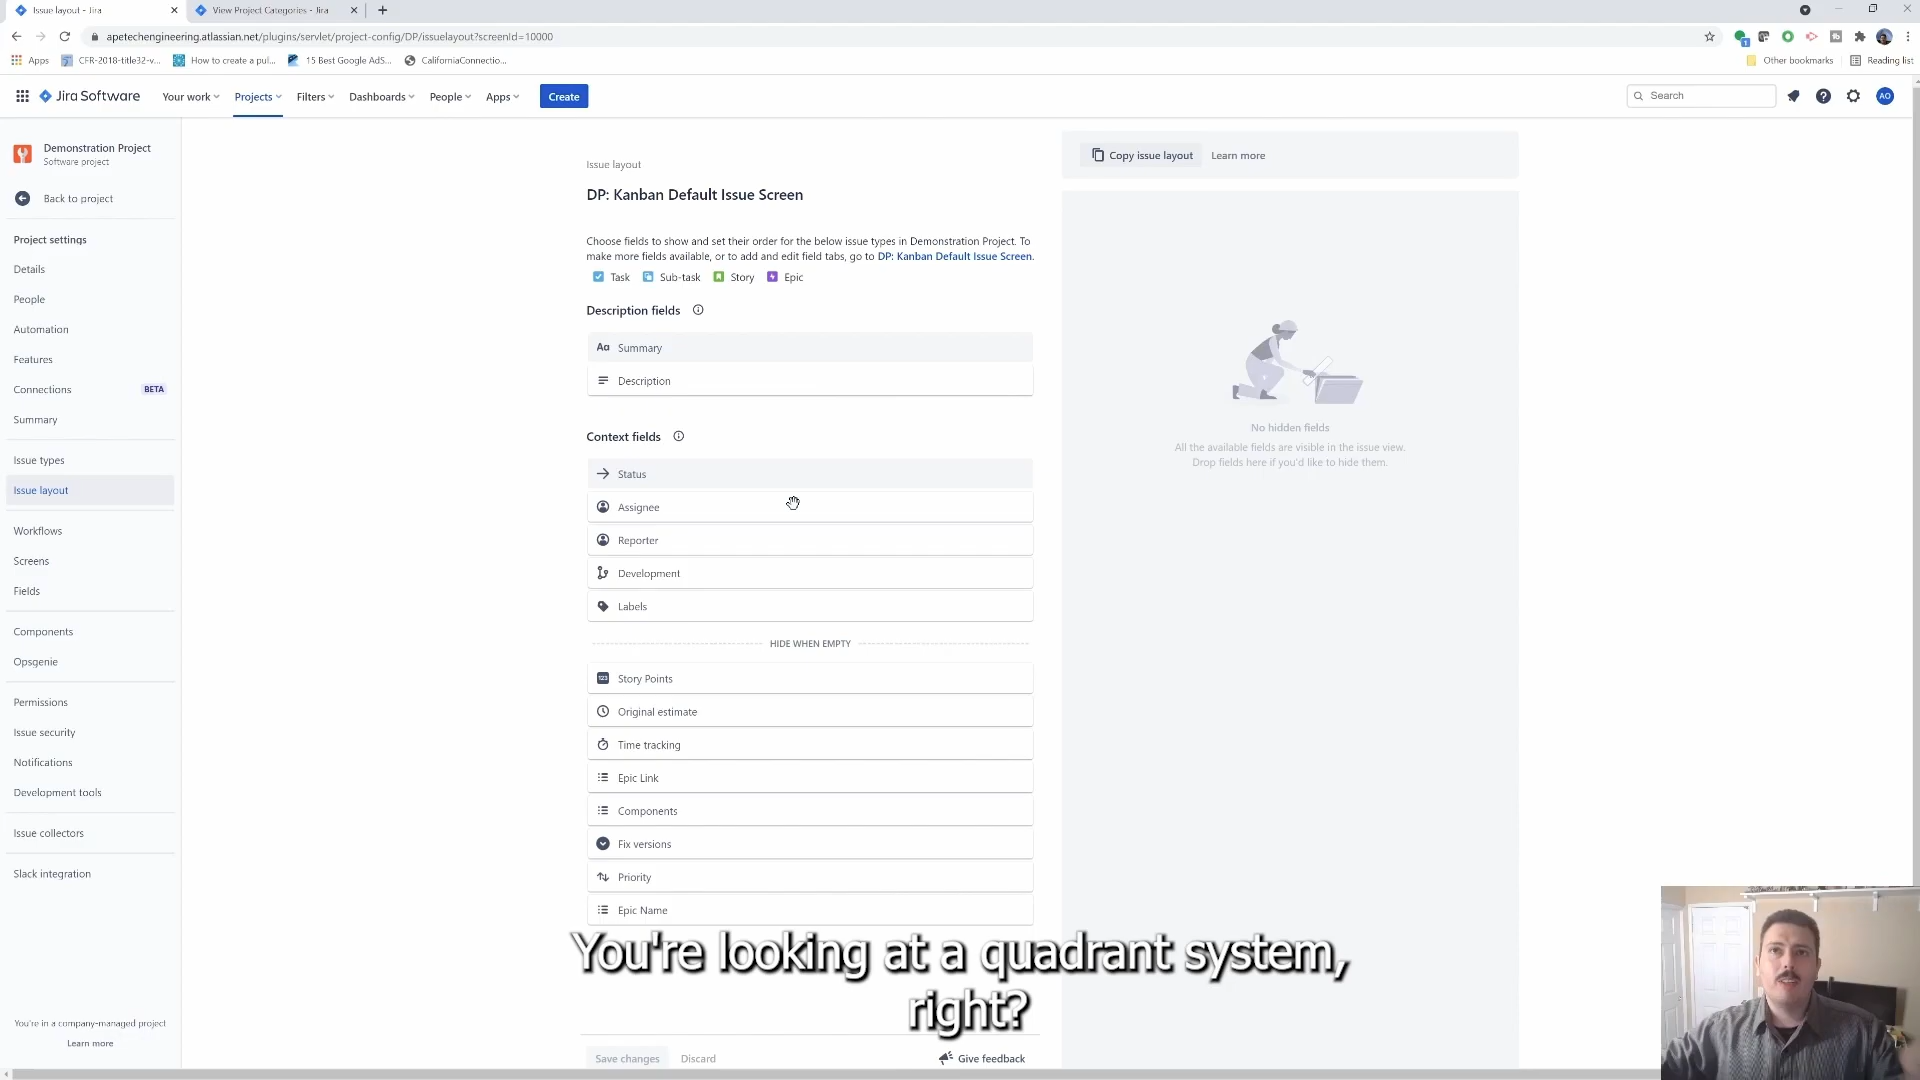 Issue layout - Jira
View Project Categories - Jira
apetechengineering.atlassian.net/plugins/servlet/project-config/DP/issuelayout?screenId=10000
Apps
CFR-2018-title32-v...
How to create a pul...
15 Best Google AdS...
CaliforniaConnectio...
Other bookmarks
Reading list
Jira Software
Your work
Projects
Filters
Dashboards
People
Apps
Create
Search
AO
Demonstration Project
Software project
Back to project
Project settings
Details
People
Automation
Features
Connections
BETA
Summary
Issue types
Issue layout
Workflows
Screens
Fields
Components
Opsgenie
Permissions
Issue security
Notifications
Development tools
Issue collectors
Slack integration
You're in a company-managed project
Learn more
Issue layout
DP: Kanban Default Issue Screen
Choose fields to show and set their order for the below issue types in Demonstration Project. To
make more fields available, or to add and edit field tabs, go to DP: Kanban Default Issue Screen.
Task
Sub-task
Story
Epic
Description fields
Aa Summary
Description
Context fields
Status
Assignee
Reporter
Development
Labels
HIDE WHEN EMPTY
123 Story Points
Original estimate
Time tracking
Epic Link
Components
Fix versions
Priority
Epic Name
Save changes
Discard
Give feedback
Copy issue layout
Learn more
No hidden fields
All the available fields are visible in the issue view.
Drop fields here if you'd like to hide them.
You're looking at a quadrant system,
right?